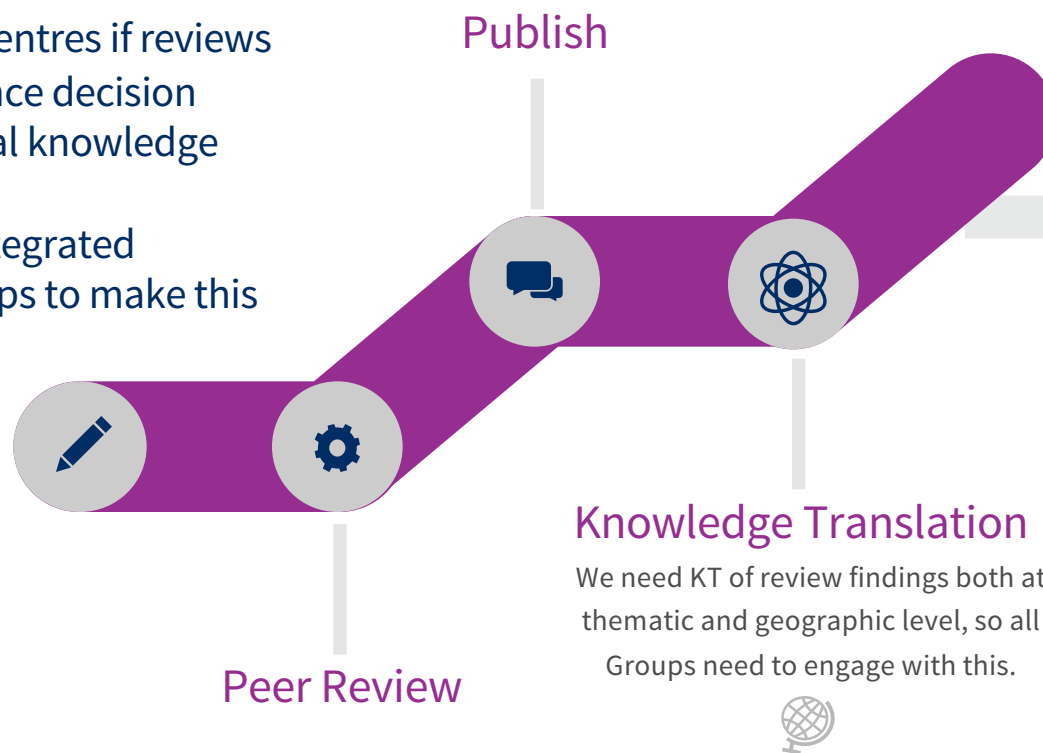 entres if reviews
nce decision
al knowledge
tegrated
ps to make this
Publish
Peer Review
Knowledge Translation
We need KT of review findings both at
thematic and geographic level, so all
Groups need to engage with this.